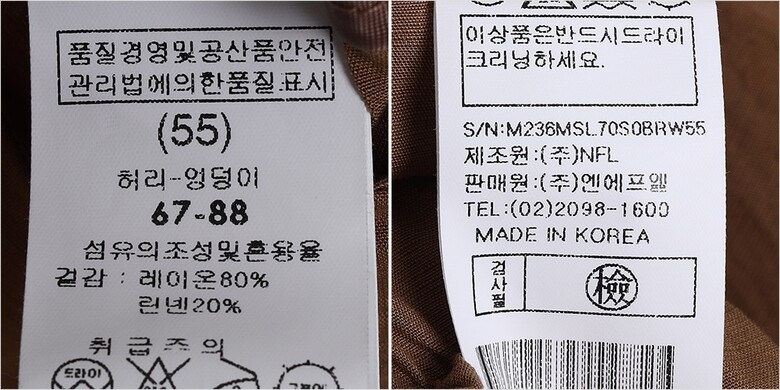 품질경영및공산품안전
관리법에의한품질표시
(55)
허리-엉덩이
67-88
섬유의조성및혼용율
겉감 : 레이온80%
린넨20%
취급주의
드라이
이상품은반드시드라이
크리닝하세요.
S/N:M236MSL70S0BRW55
제조원:(주)NFL
판매원:(주)엔에프엘
TEL:(02)2098-1600
MADE IN KOREA
검사필
檢